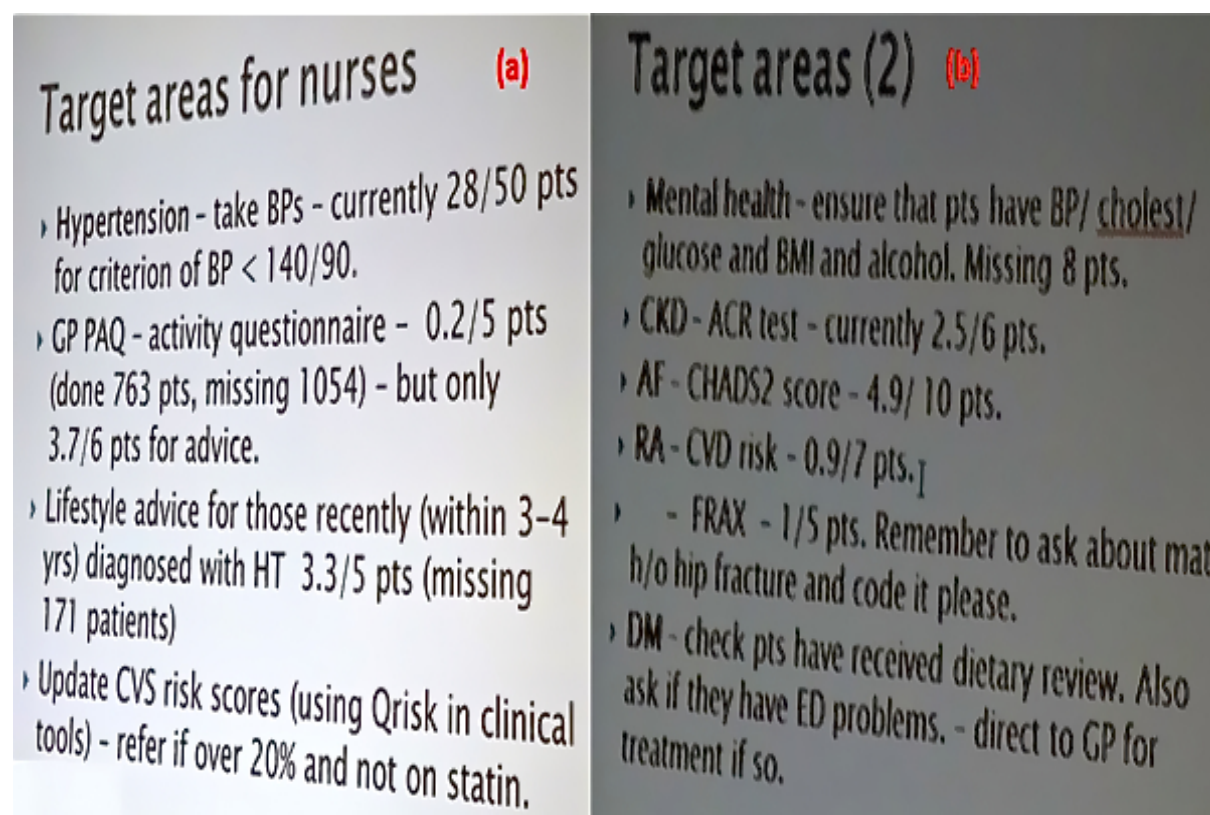 Target areas for nurses (a)
› Hypertension – take BPs – currently 28/50 pts
for criterion of BP < 140/90.
› GP PAQ – activity questionnaire – 0.2/5 pts
(done 763 pts, missing 1054) – but only
3.7/6 pts for advice.
› Lifestyle advice for those recently (within 3–4
yrs) diagnosed with HT 3.3/5 pts (missing
171 patients)
› Update CVS risk scores (using Qrisk in clinical
tools) – refer if over 20% and not on statin.
Target areas (2) (b)
› Mental health – ensure that pts have BP/ cholest/
glucose and BMI and alcohol. Missing 8 pts.
› CKD – ACR test – currently 2.5/6 pts.
› AF – CHADS2 score – 4.9/ 10 pts.
› RA – CVD risk – 0.9/7 pts.
› – FRAX – 1/5 pts. Remember to ask about mat
h/o hip fracture and code it please.
› DM – check pts have received dietary review. Also
ask if they have ED problems. – direct to GP for
treatment if so.